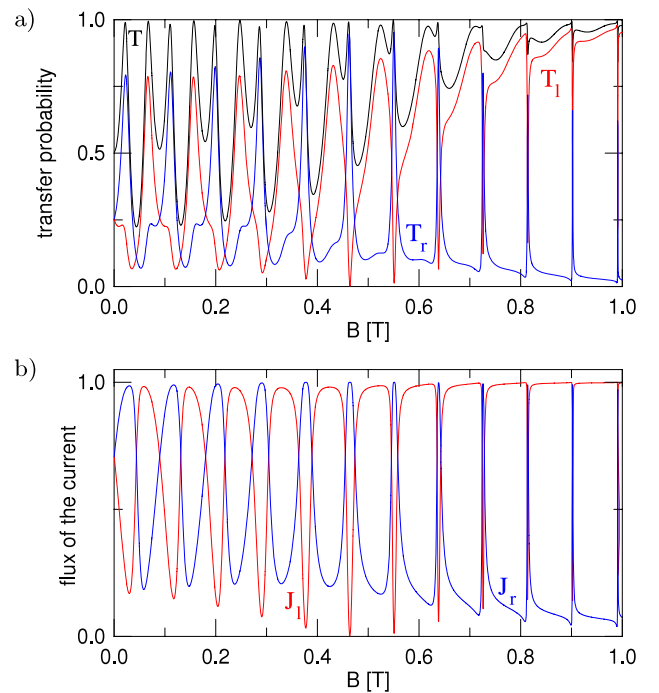 a)
transfer probability
1.0
0.5
0.0
T
T_l
T_r
0.0 0.2 0.4 0.6 0.8 1.0
B [T]
b)
flux of the current
1.0
0.0
J_l
J_r
0.0 0.2 0.4 0.6 0.8 1.0
B [T]